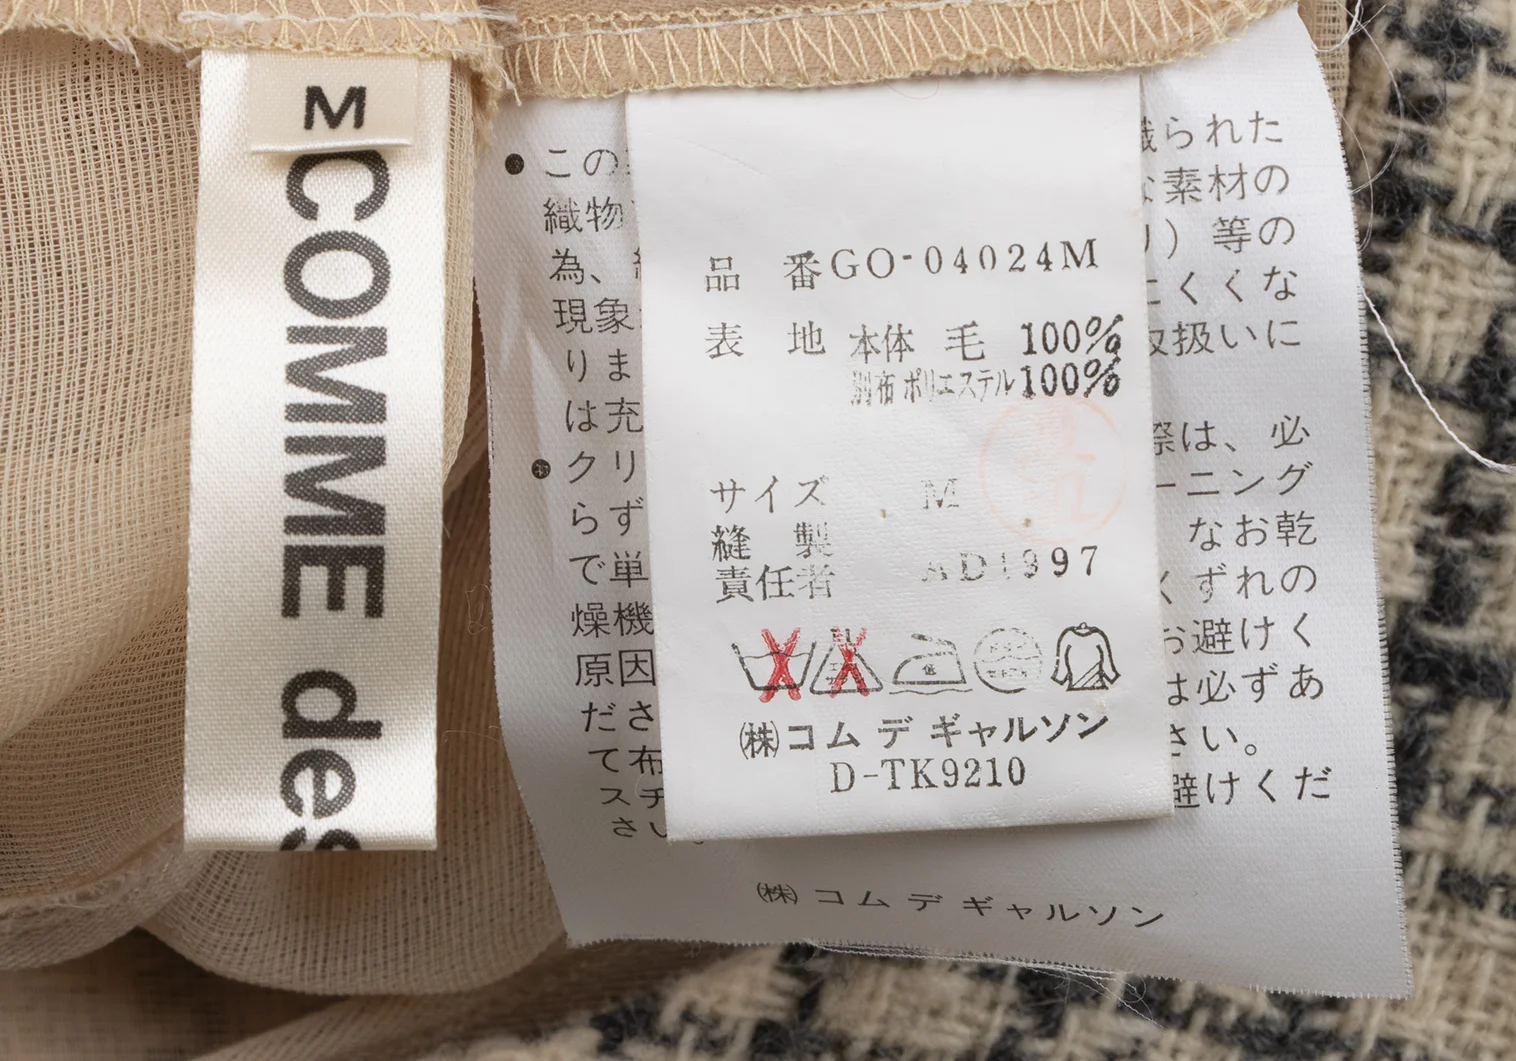 M
COMME des
品 番 GO-04024M
表 地 本体 毛 100%
別布 ポリエステル 100%
サイズ M
縫 製
責任者 AD1997
(株)コム デ ギャルソン
D-TK9210
● この
織られた
織物
な素材の
為、
り) 等の
現象
にくくな
りま
取扱いに
は充
● クリ
際は、必
らず
ーニング
で単
なお乾
燥機
くずれの
原因
お避けく
ださ
は必ずあ
て布
さい。
スチ
避けくだ
さい。
(株) コム デ ギャルソン